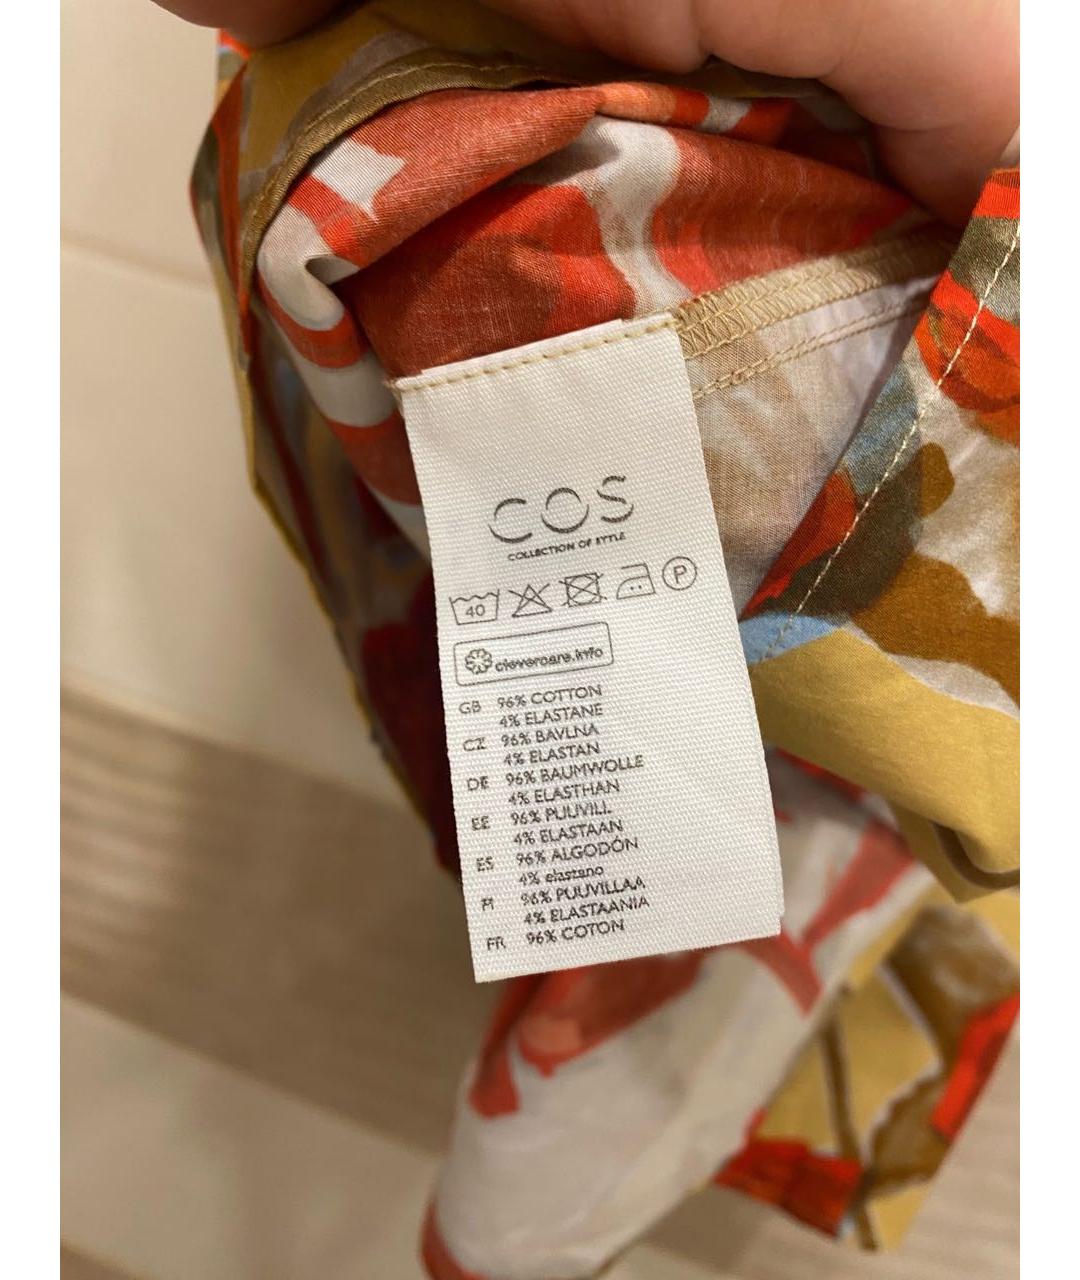 COS
COLLECTION OF STYLE
40 P
clevercare.info
GB 96% COTTON
4% ELASTANE
CZ 96% BAVLNA
4% ELASTAN
DE 96% BAUMWOLLE
4% ELASTHAN
EE 96% PUUVILL
4% ELASTAAN
ES 96% ALGODÓN
4% elastano
FI 96% PUUVILLAA
4% ELASTAANIA
FR 96% COTON